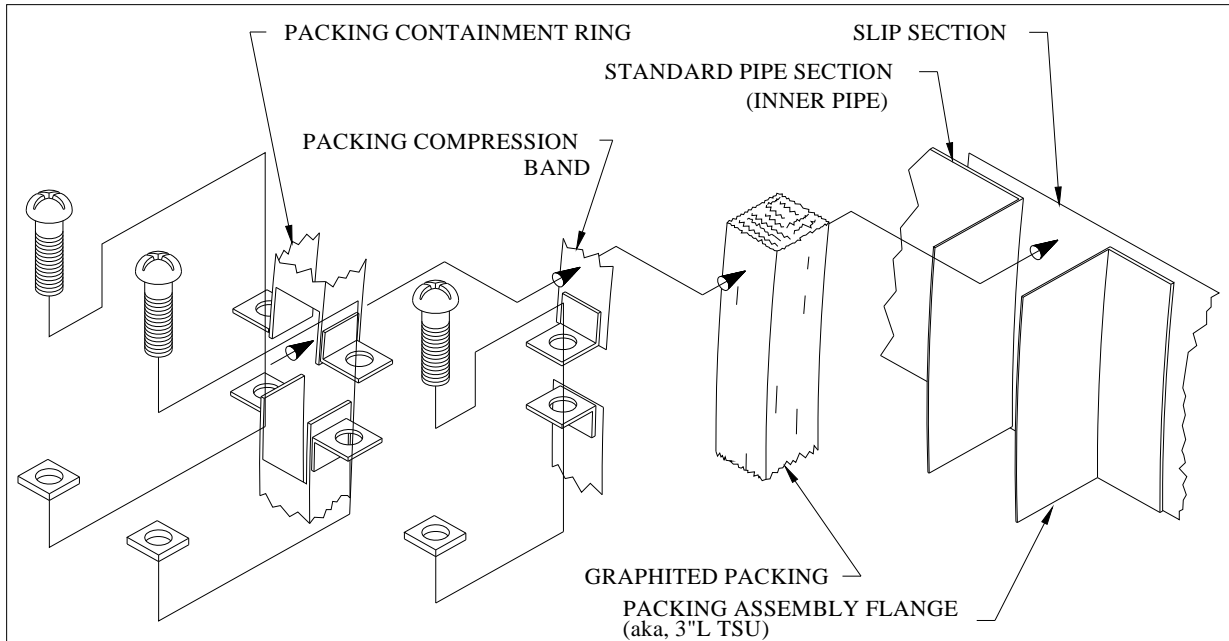 PACKING CONTAINMENT RING
SLIP SECTION
STANDARD PIPE SECTION
(INNER PIPE)
PACKING COMPRESSION
BAND
GRAPHITED PACKING
PACKING ASSEMBLY FLANGE
(aka, 3"L TSU)